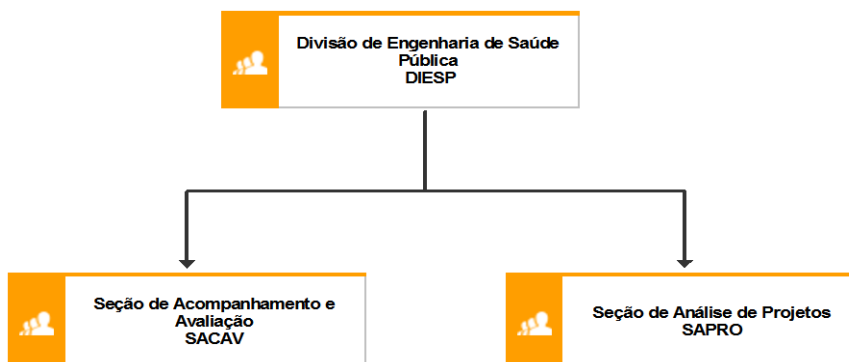 Divisão de Engenharia de Saúde
Pública
DIESP
Seção de Acompanhamento e
Avaliação
SACAV
Seção de Análise de Projetos
SAPRO